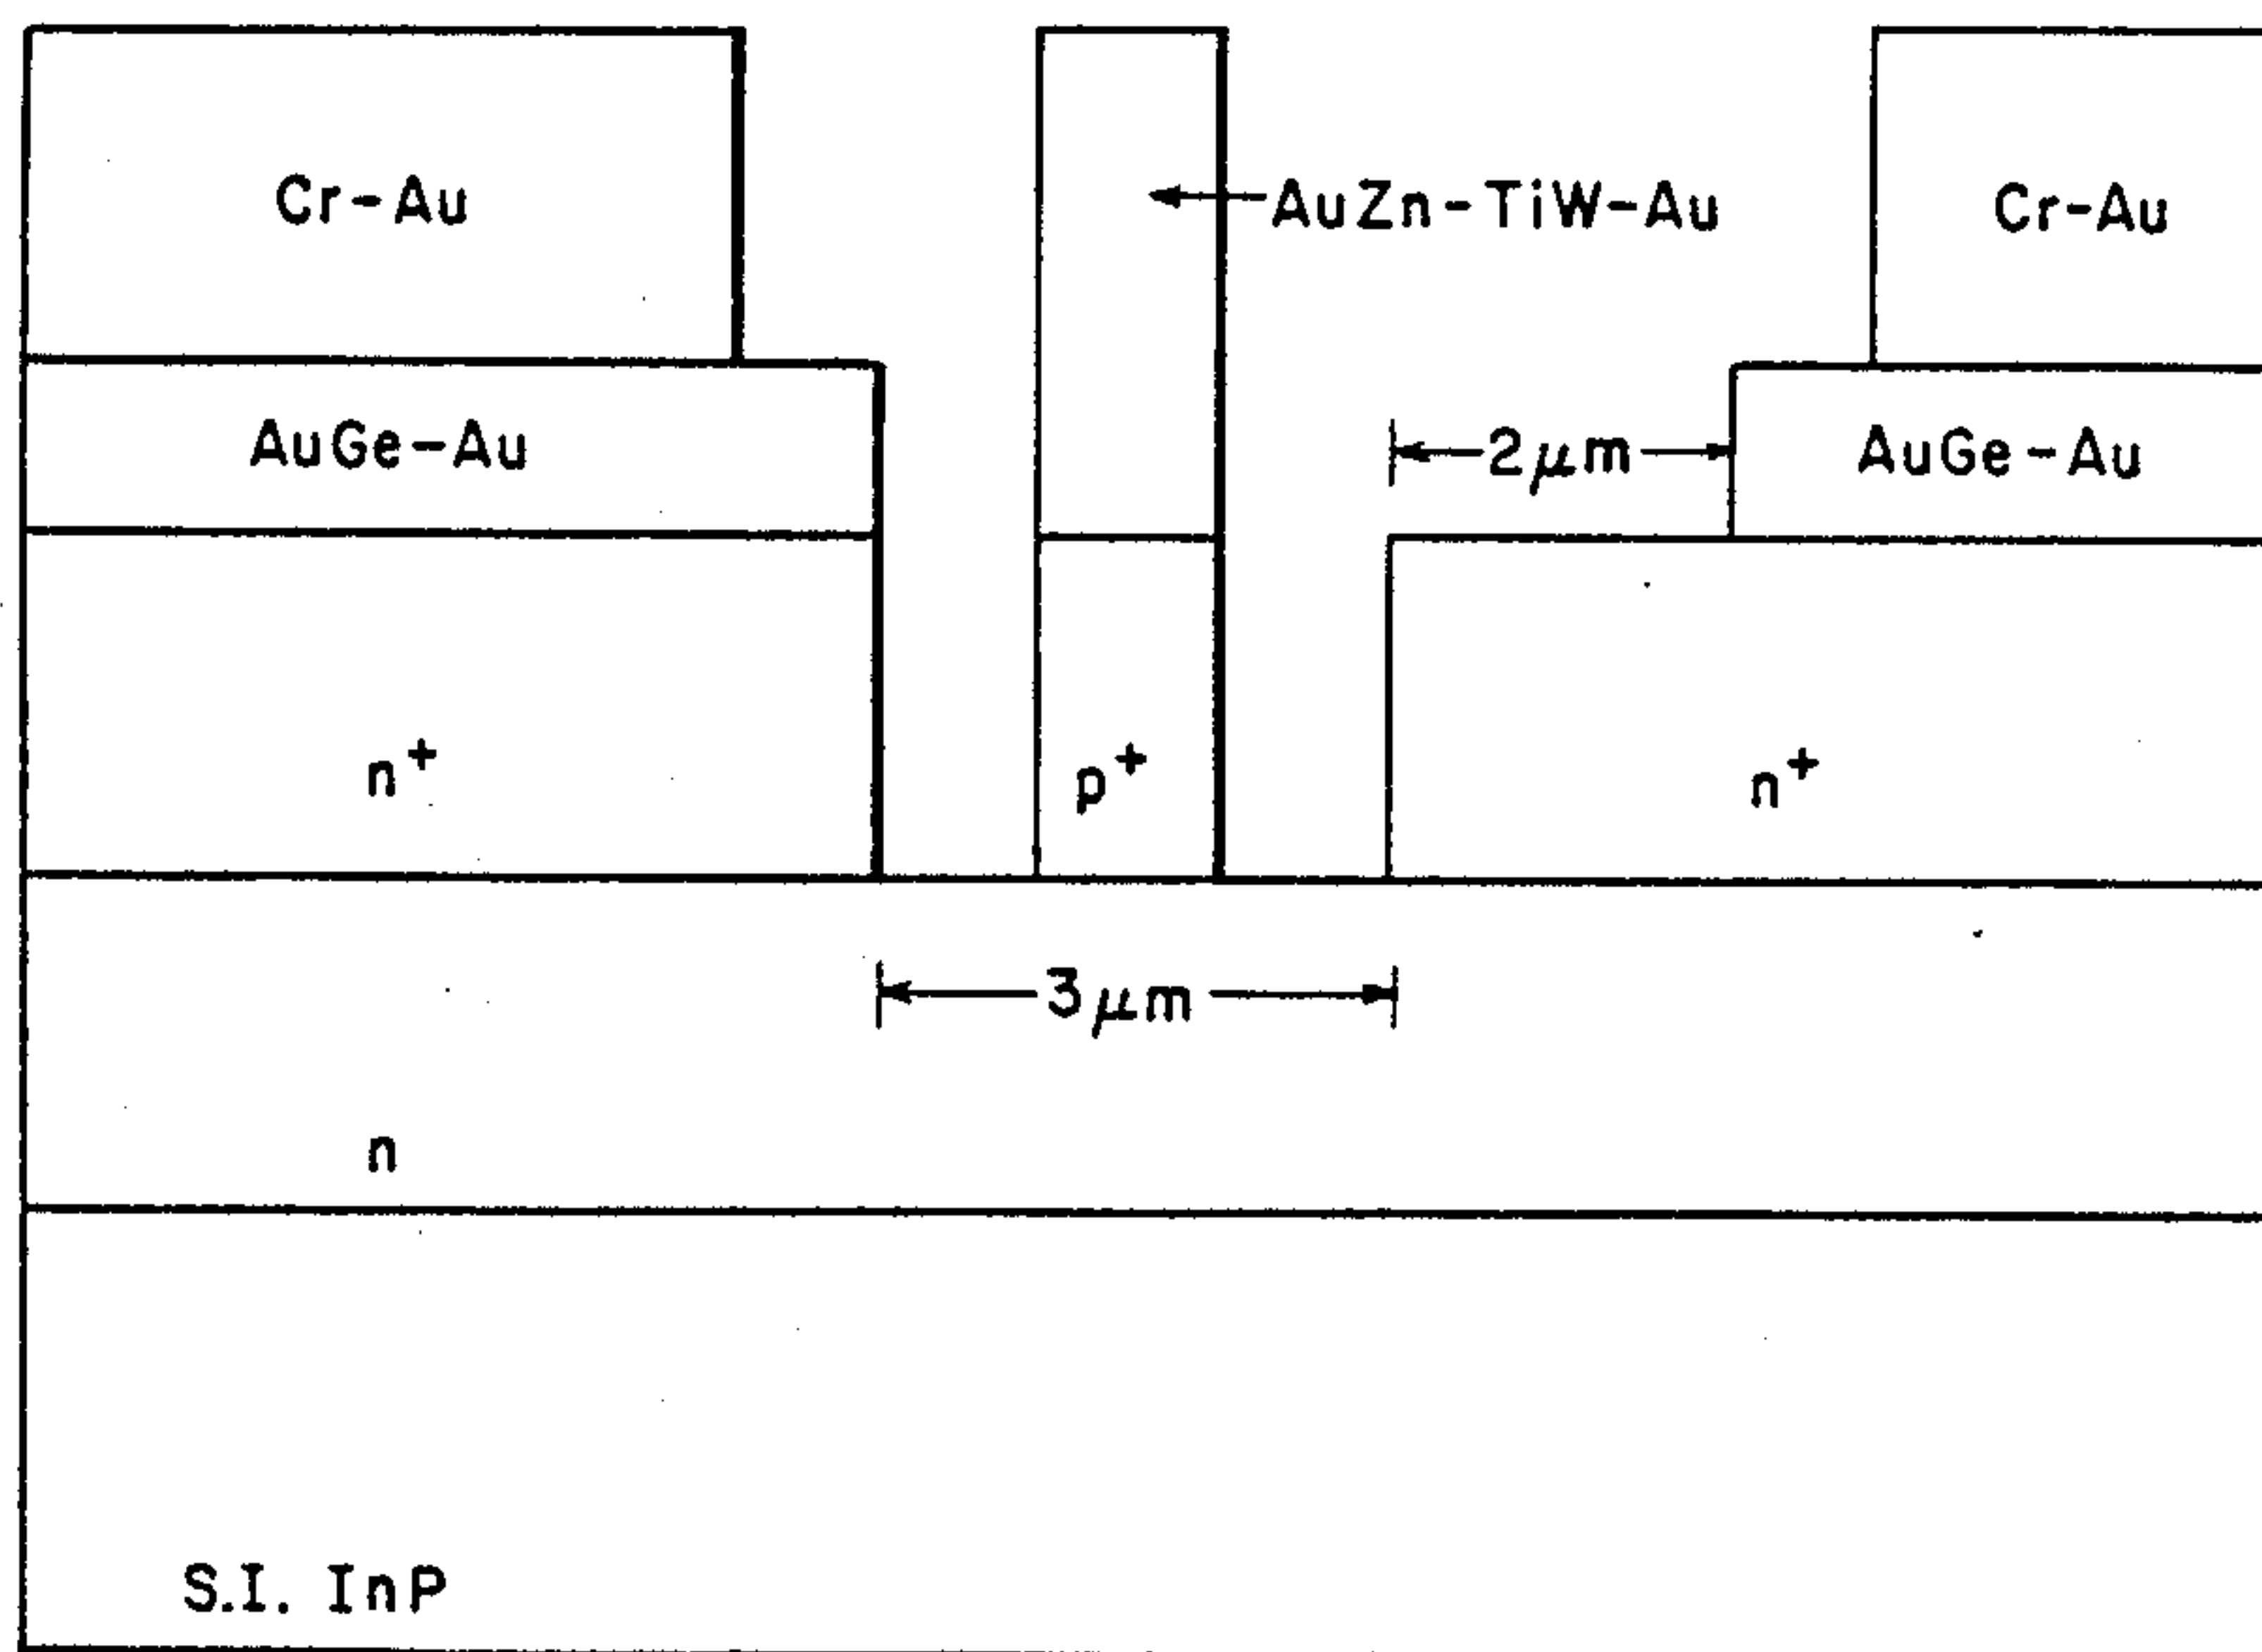 Cr-Au
AuZn-TiW-Au
Cr-Au
AuGe-Au
2μm
AuGe-Au
n+
p+
n+
3μm
n
S.I. InP